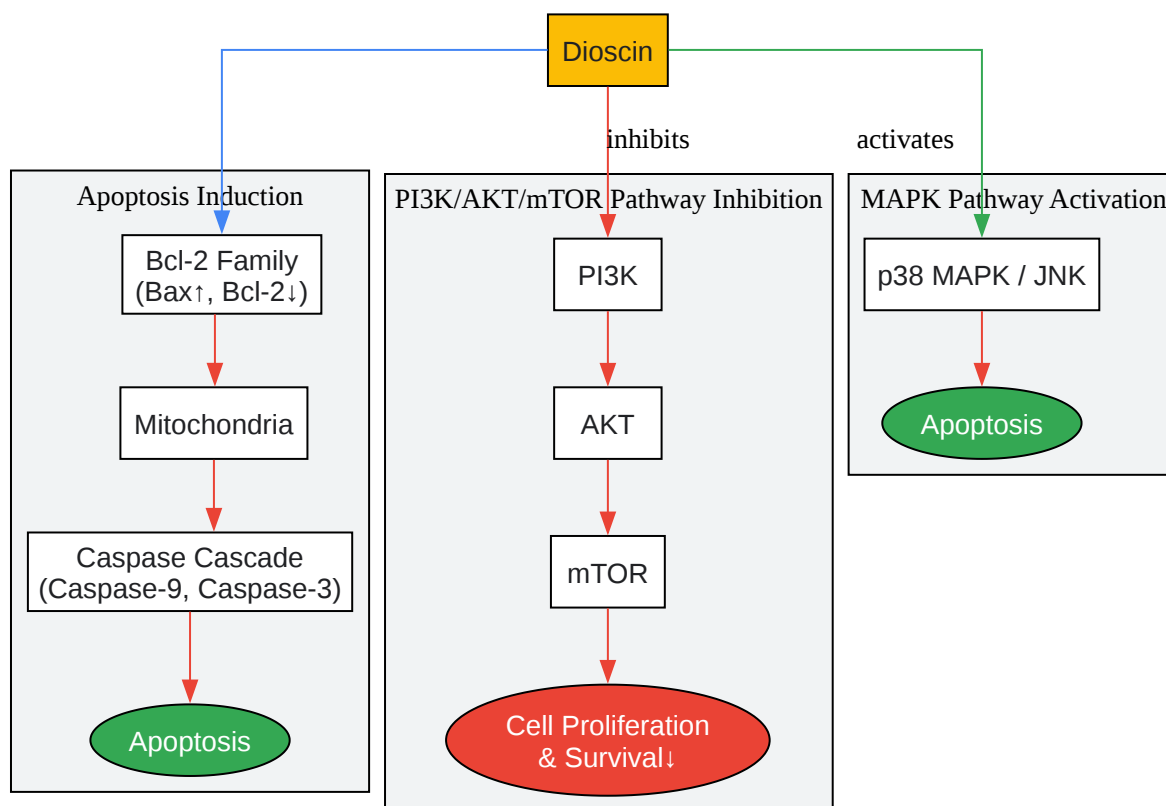 Dioscin
inhibits
activates
Apoptosis Induction
Bcl-2 Family
(Bax↑, Bcl-2↓)
Mitochondria
Caspase Cascade
(Caspase-9, Caspase-3)
Apoptosis
PI3K/AKT/mTOR Pathway Inhibition
PI3K
AKT
mTOR
Cell Proliferation
& Survival↓
MAPK Pathway Activation
p38 MAPK / JNK
Apoptosis